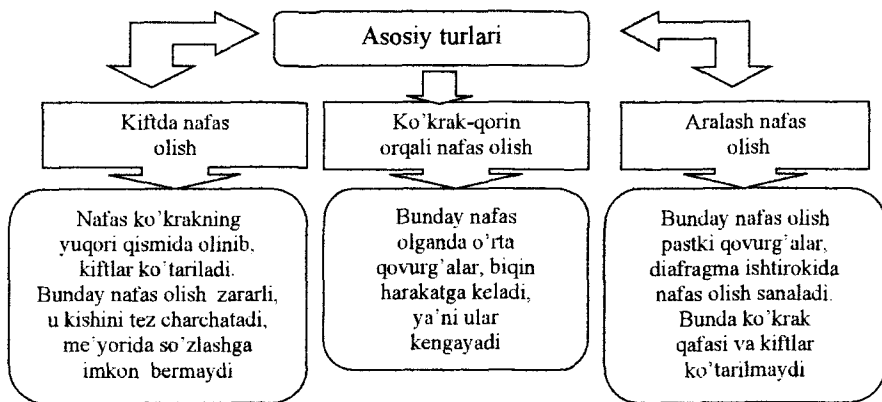 Asosiy turlari
Kiftda nafas
olish
Ko'krak-qorin
orqali nafas olish
Aralash nafas
olish
Nafas ko'krakning
yuqori qismida olinib,
kiftlar ko'tariladi.
Bunday nafas olish zararli,
u kishini tez charchatadi,
me'yorida so'zlashga
imkon bermaydi
Bunday nafas
olganda o'rta
qovurg'alar, biqin
harakatga keladi,
ya'ni ular
kengayadi
Bunday nafas olish
pastki qovurg'alar,
diafragma ishtirokida
nafas olish sanaladi.
Bunda ko'krak
qafasi va kiftlar
ko'tarilmaydi